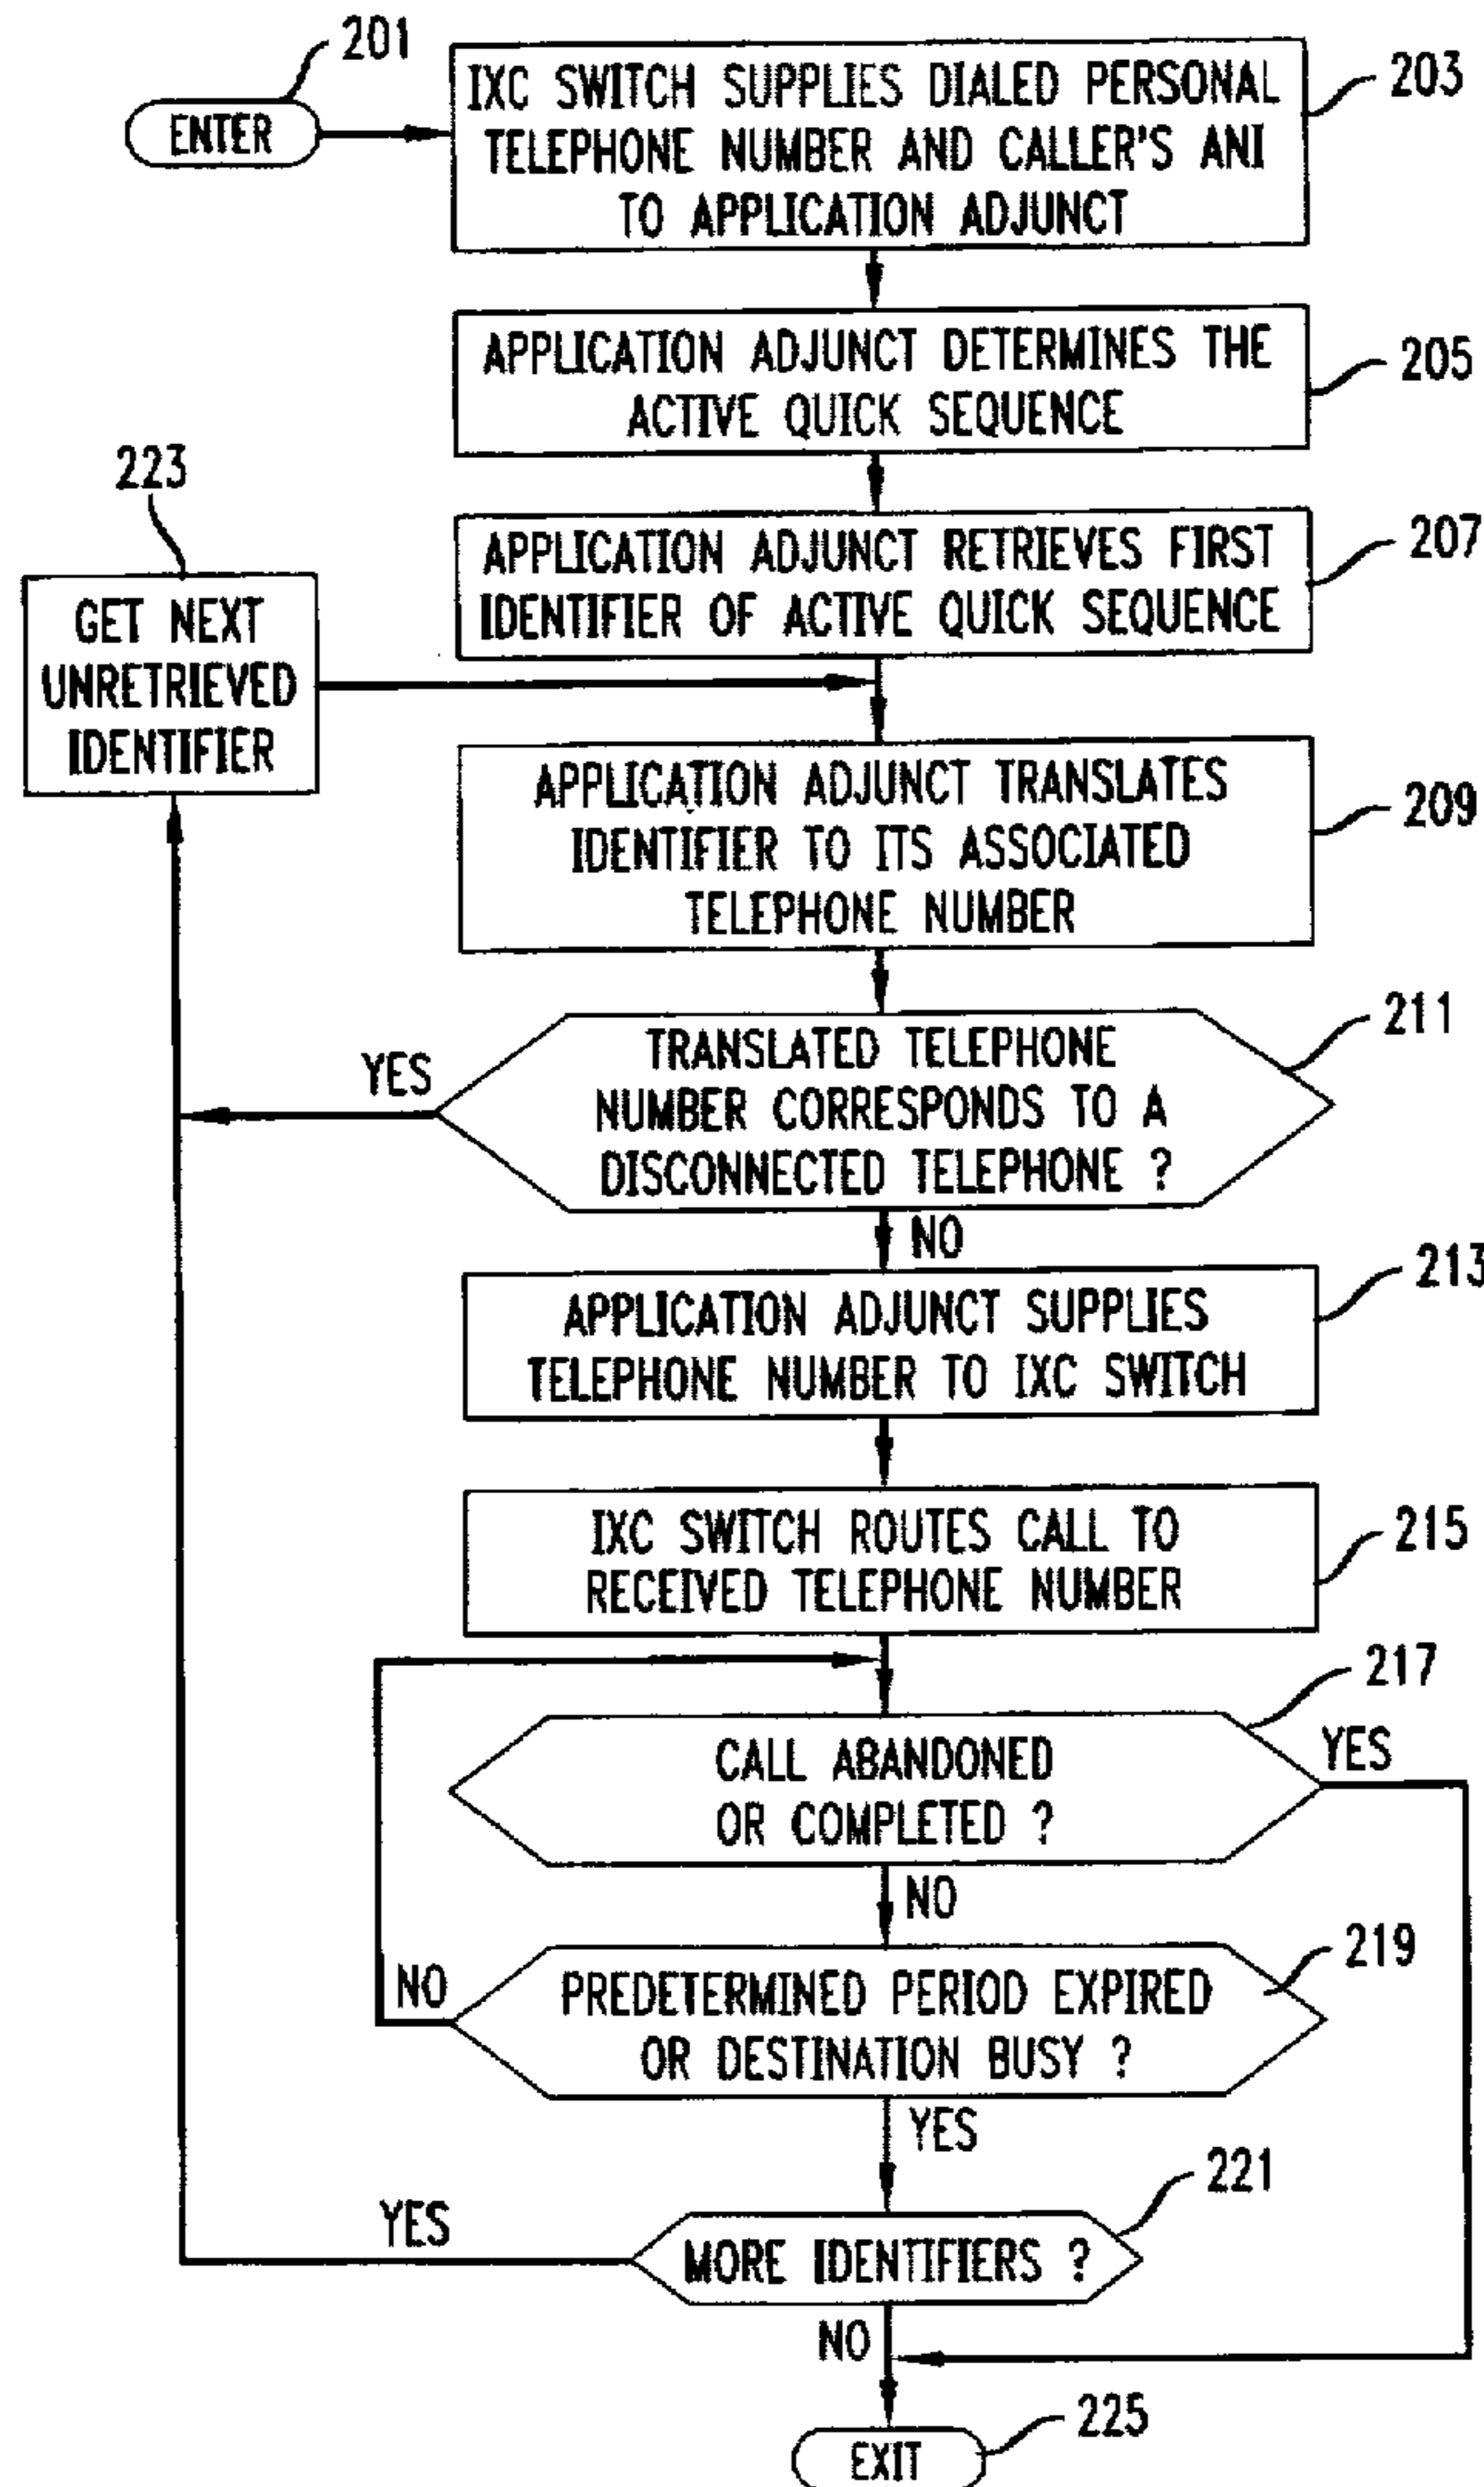 201
ENTER
IXC SWITCH SUPPLIES DIALED PERSONAL
TELEPHONE NUMBER AND CALLER'S ANI
TO APPLICATION ADJUNCT
203
APPLICATION ADJUNCT DETERMINES THE
ACTIVE QUICK SEQUENCE
205
223
GET NEXT
UNRETRIEVED
IDENTIFIER
APPLICATION ADJUNCT RETRIEVES FIRST
IDENTIFIER OF ACTIVE QUICK SEQUENCE
207
APPLICATION ADJUNCT TRANSLATES
IDENTIFIER TO ITS ASSOCIATED
TELEPHONE NUMBER
209
YES
TRANSLATED TELEPHONE
NUMBER CORRESPONDS TO A
DISCONNECTED TELEPHONE ?
211
NO
APPLICATION ADJUNCT SUPPLIES
TELEPHONE NUMBER TO IXC SWITCH
213
IXC SWITCH ROUTES CALL TO
RECEIVED TELEPHONE NUMBER
215
217
CALL ABANDONED
OR COMPLETED ?
YES
NO
NO
PREDETERMINED PERIOD EXPIRED
OR DESTINATION BUSY ?
219
YES
221
YES
MORE IDENTIFIERS ?
NO
225
EXIT